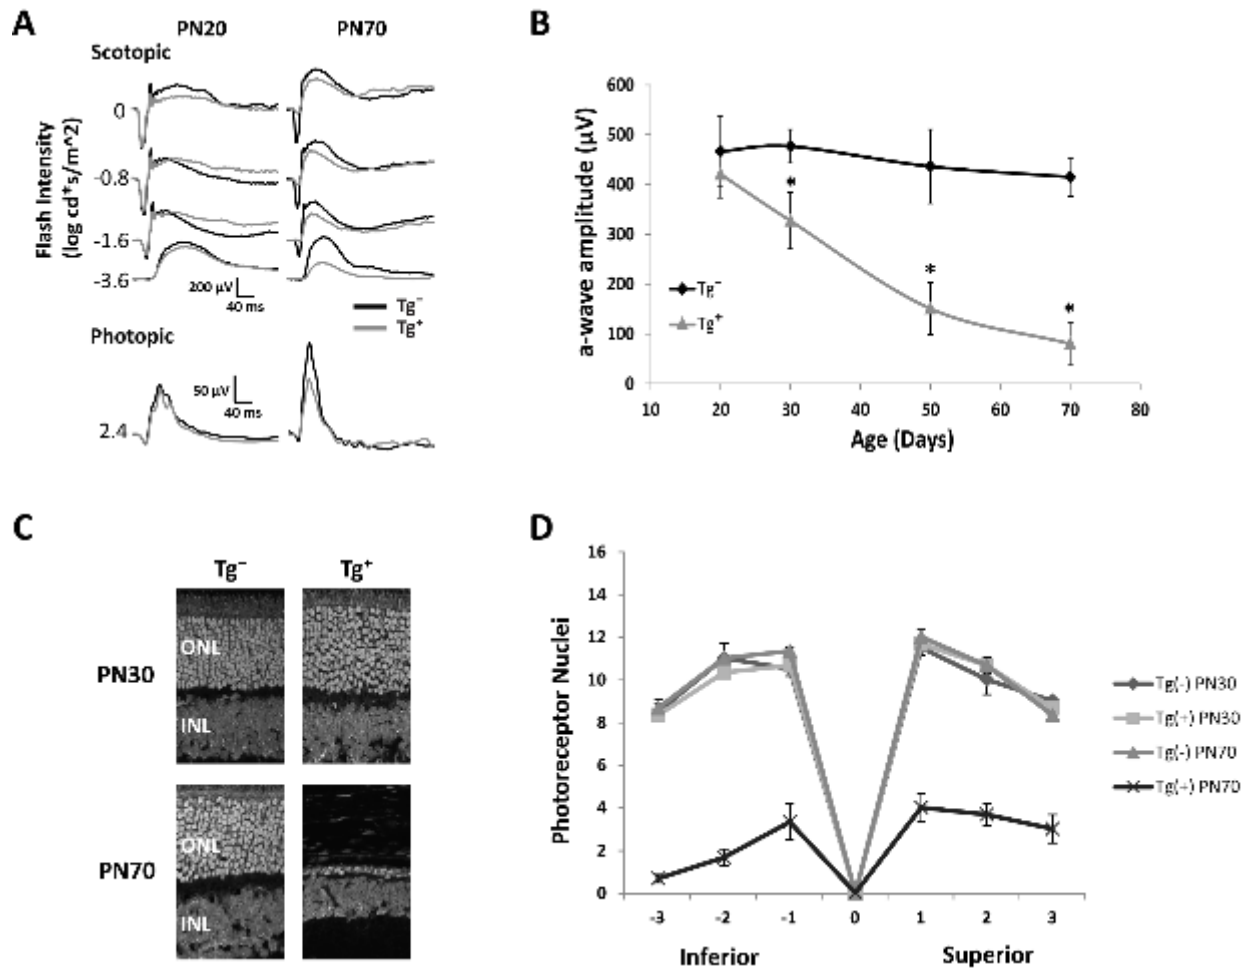 A
PN20
PN70
Scotopic
Flash Intensity
(log cd*s/m^2)
0
-0.8
-1.6
-3.6
200 µV
40 ms
Tg⁻
Tg⁺
Photopic
50 µV
40 ms
2.4
B
a-wave amplitude (µV)
600
500
400
300
200
100
0
*
*
*
Tg⁻
Tg⁺
10
20
30
40
50
60
70
80
Age (Days)
C
Tg⁻
Tg⁺
PN30
ONL
INL
PN70
ONL
INL
D
Photoreceptor Nuclei
16
14
12
10
8
6
4
2
0
-3
-2
-1
0
1
2
3
Inferior
Superior
Tg(-) PN30
Tg(+) PN30
Tg(-) PN70
Tg(+) PN70